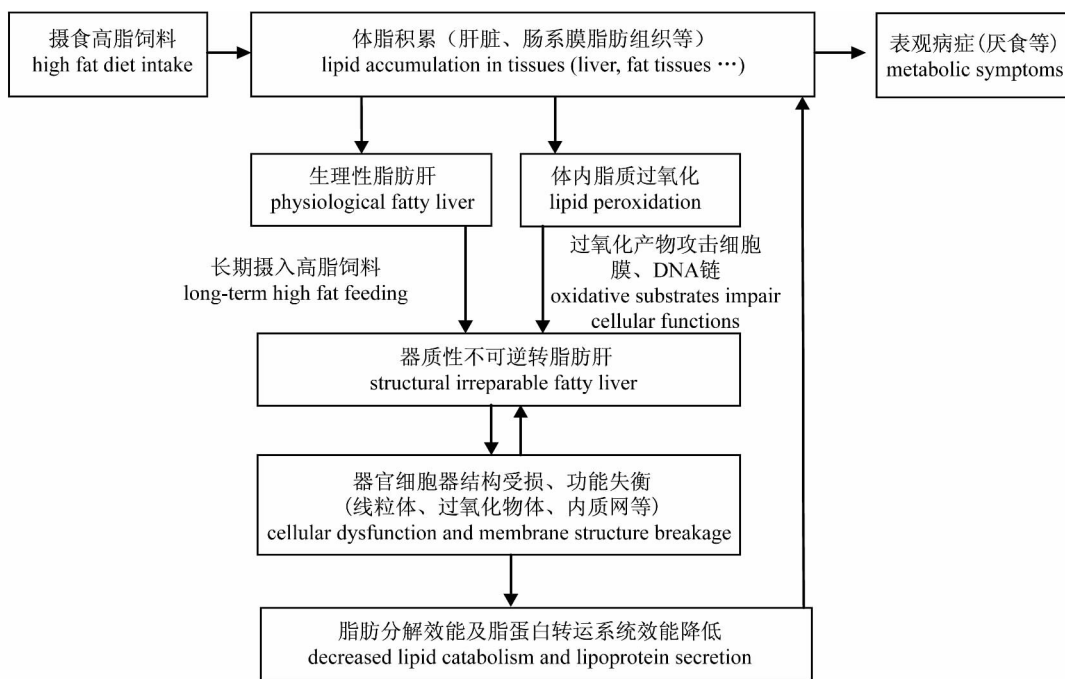 摄食高脂饲料
high fat diet intake
体脂积累（肝脏、肠系膜脂肪组织等）
lipid accumulation in tissues (liver, fat tissues …)
表观病症(厌食等)
metabolic symptoms
生理性脂肪肝
physiological fatty liver
体内脂质过氧化
lipid peroxidation
长期摄入高脂饲料
long-term high fat feeding
过氧化产物攻击细胞
膜、DNA链
oxidative substrates impair
cellular functions
器质性不可逆转脂肪肝
structural irreparable fatty liver
器官细胞器结构受损、功能失衡
(线粒体、过氧化物体、内质网等)
cellular dysfunction and membrane structure breakage
脂肪分解效能及脂蛋白转运系统效能降低
decreased lipid catabolism and lipoprotein secretion